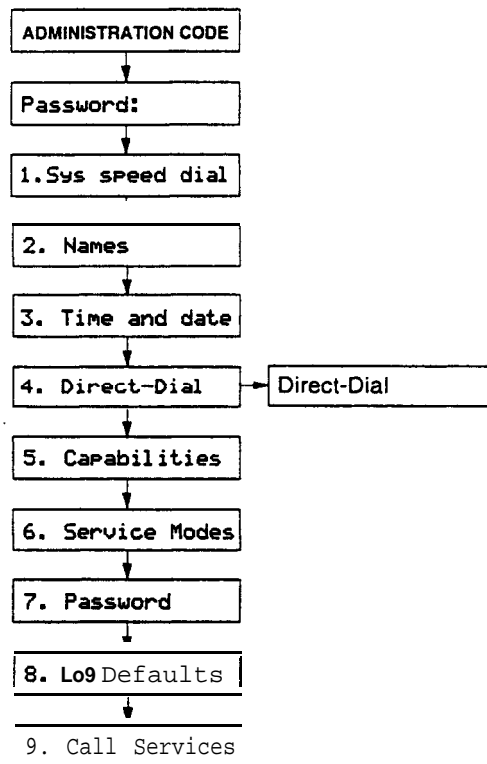 ADMINISTRATION CODE
Password:
1.Sys speed dial
2. Names
3. Time and date
4. Direct-Dial
Direct-Dial
5. Capabilities
6. Service Modes
7. Password
8. Lo9 Defaults
9. Call Services